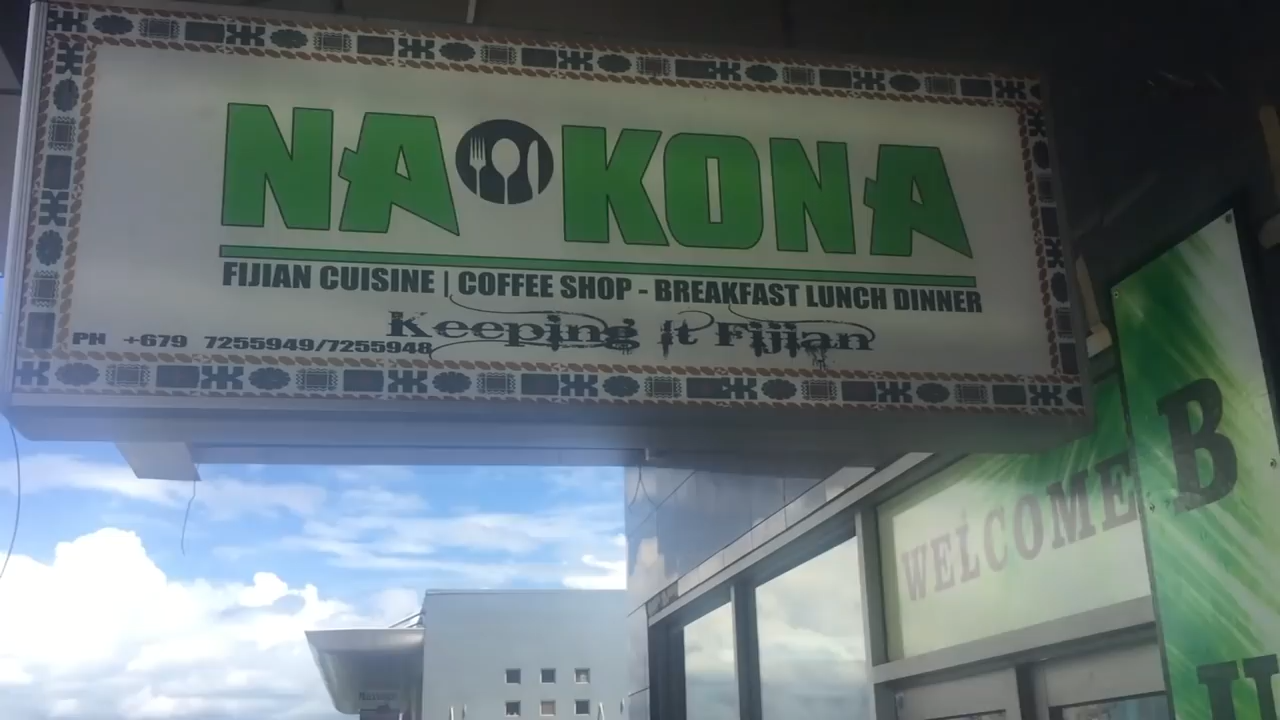 NA KONA
FIJIAN CUISINE | COFFEE SHOP - BREAKFAST LUNCH DINNER
Keeping It Fijian
PH +679 7255949/7255948
WELCOME
B